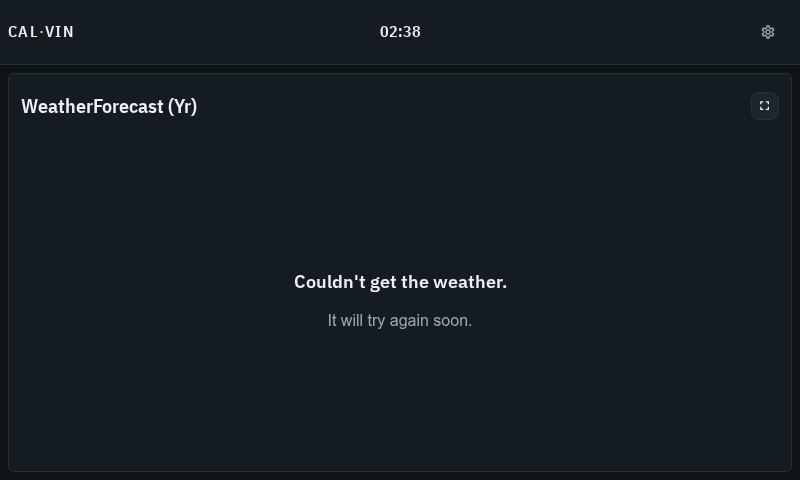 CAL·VIN
02:38
WeatherForecast (Yr)
Couldn't get the weather.
It will try again soon.